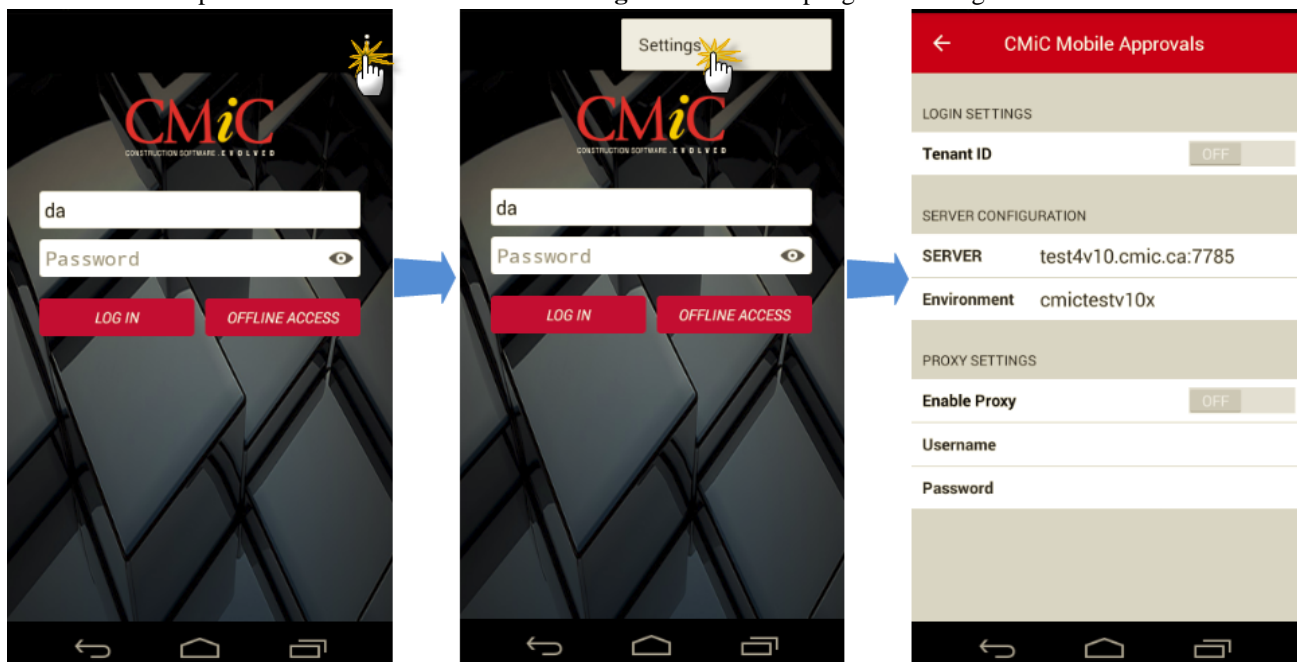 CMiC
CONSTRUCTION SOFTWARE. EVOLVED
da
Password
LOG IN
OFFLINE ACCESS
Settings
CMiC
CONSTRUCTION SOFTWARE. EVOLVED
da
Password
LOG IN
OFFLINE ACCESS
CMiC Mobile Approvals
LOGIN SETTINGS
Tenant ID OFF
SERVER CONFIGURATION
SERVER test4v10.cmic.ca:7785
Environment cmictestv10x
PROXY SETTINGS
Enable Proxy OFF
Username
Password